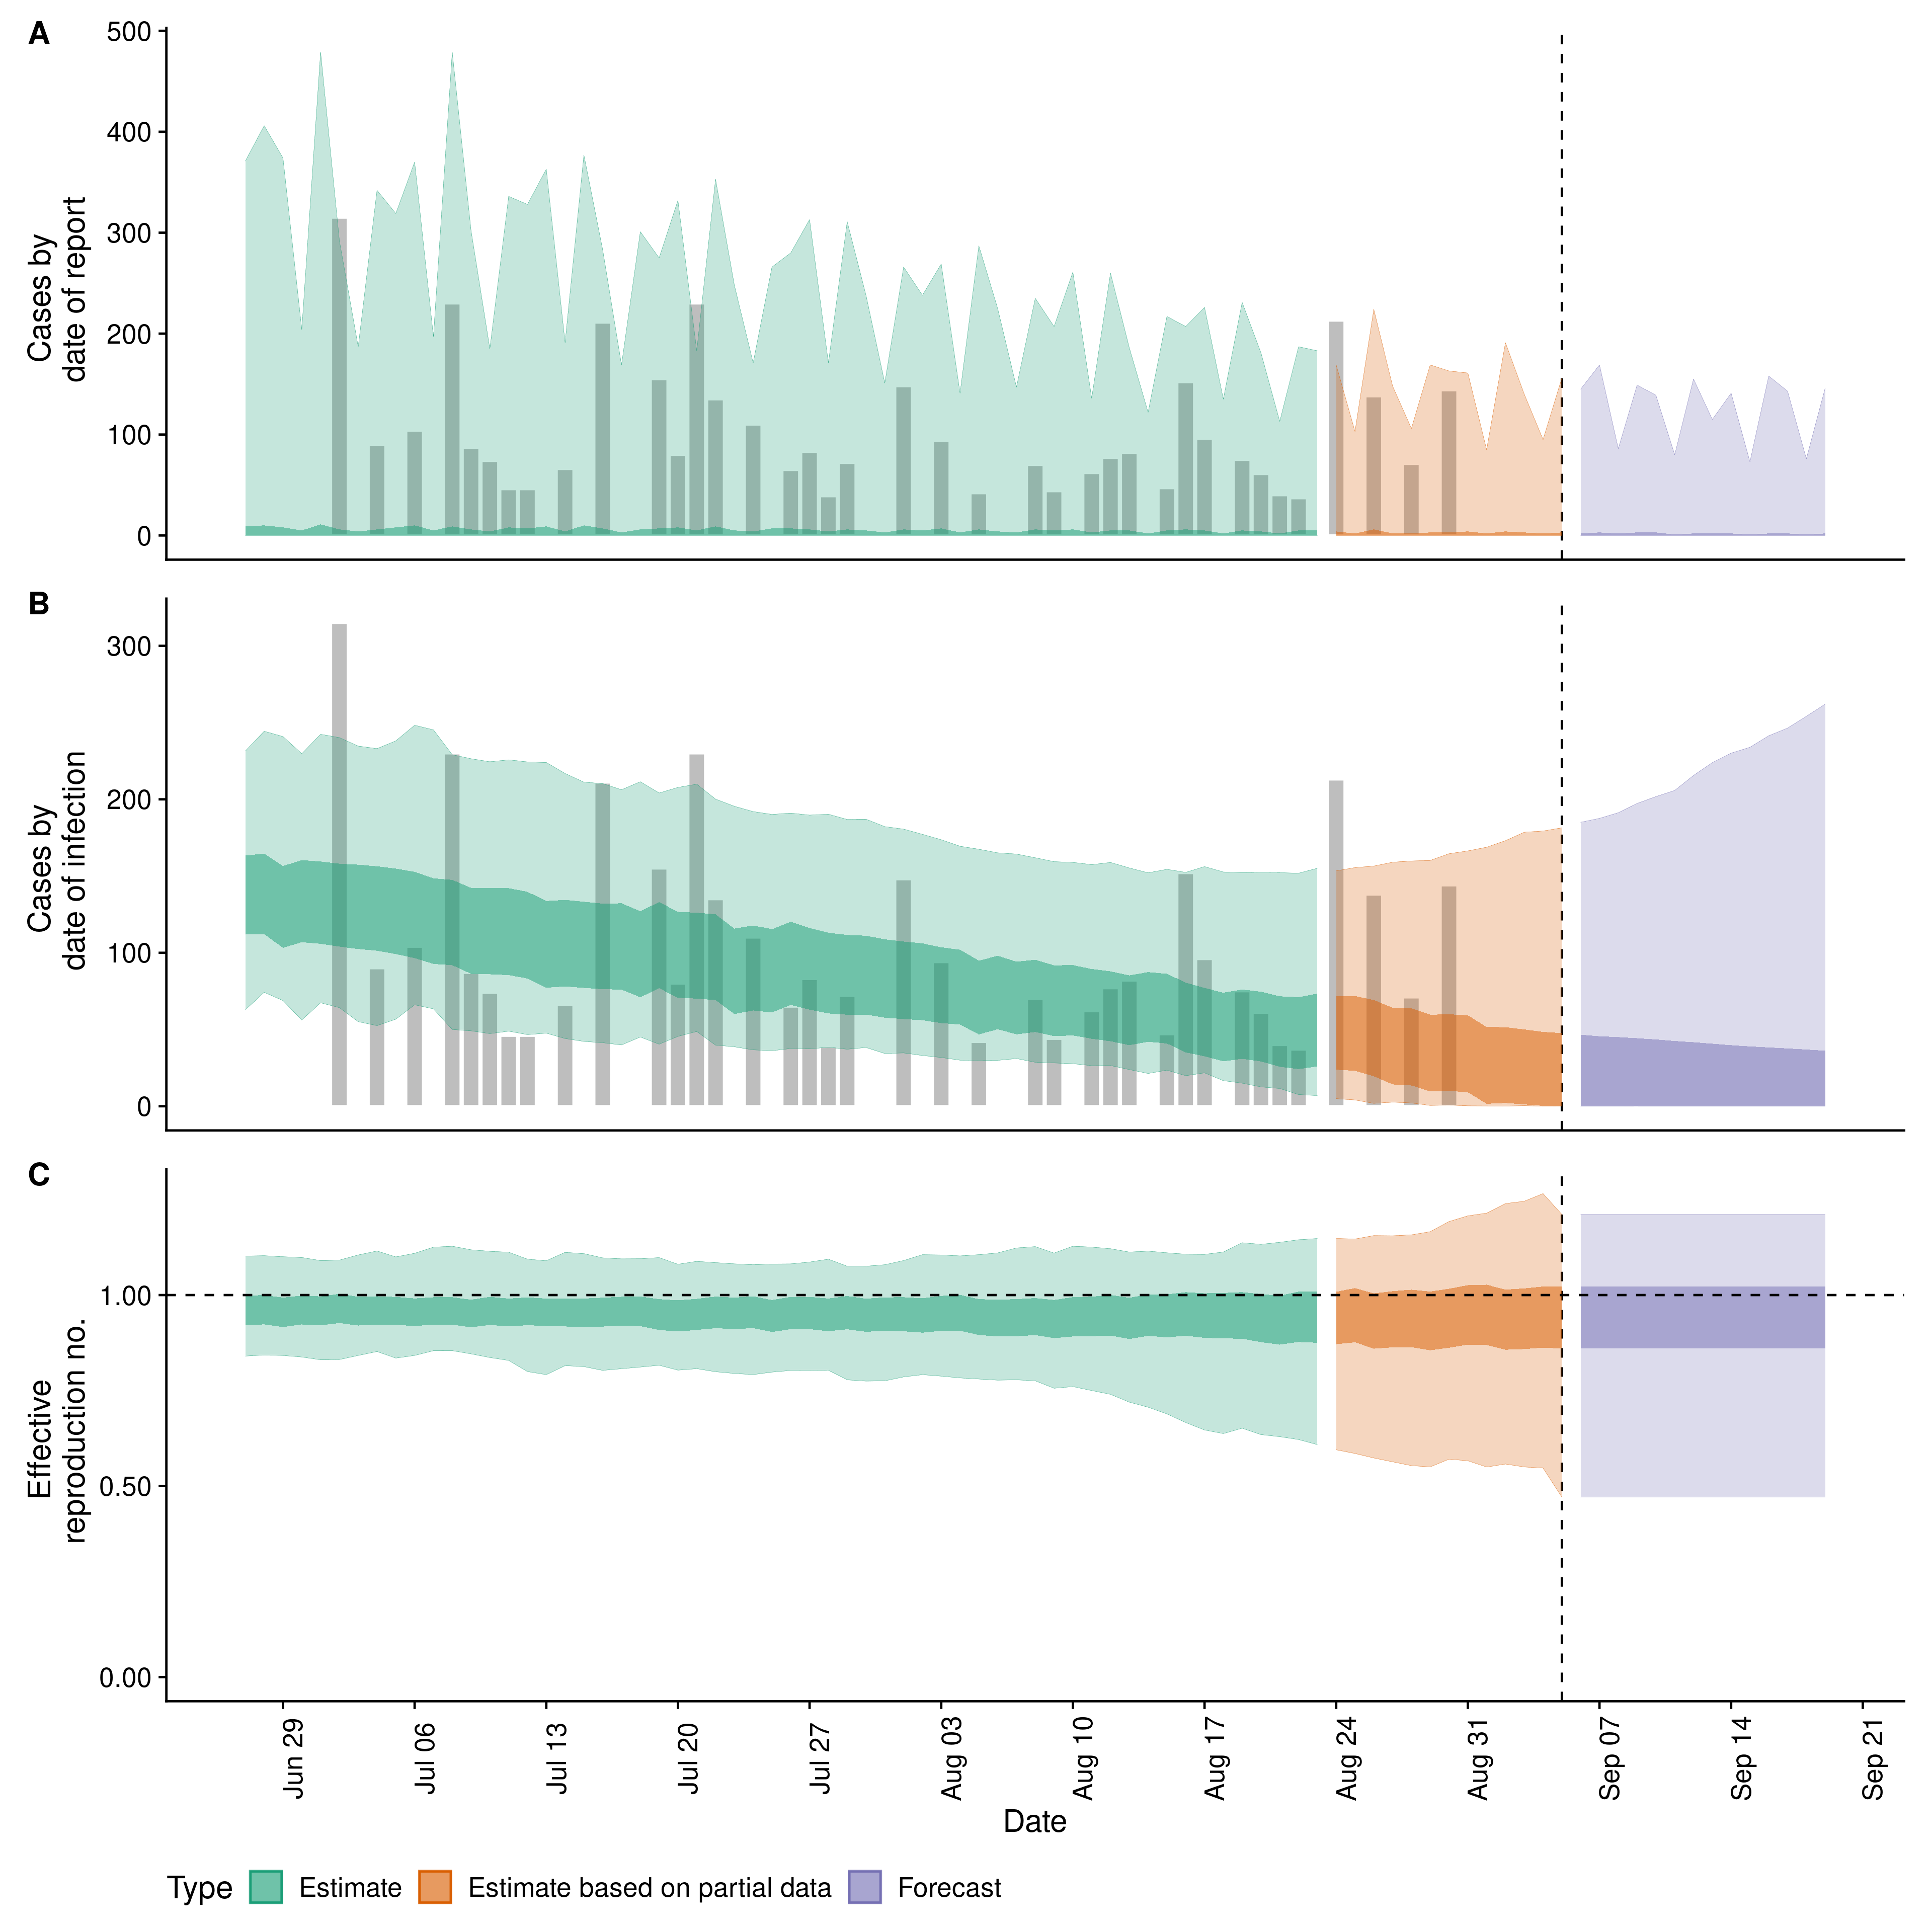 A
500
400
300
200
100
0
Cases by
date of report
B
300
200
100
0
Cases by
date of infection
C
1.00
0.50
0.00
Effective
reproduction no.
Jun 29
Jul 06
Jul 13
Jul 20
Jul 27
Aug 03
Aug 10
Aug 17
Aug 24
Aug 31
Sep 07
Sep 14
Sep 21
Date
Type Estimate Estimate based on partial data Forecast